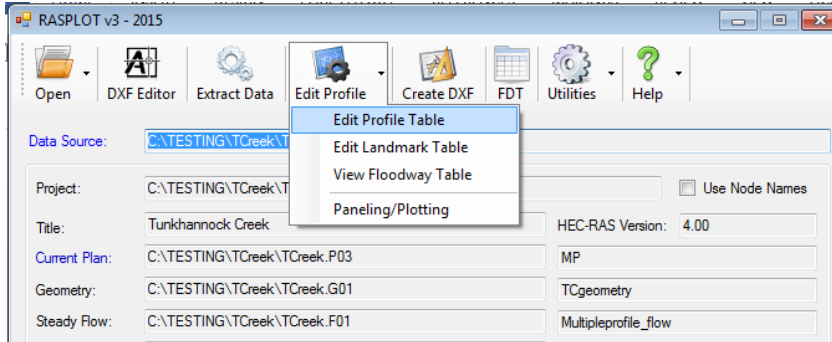 RASPLOT v3 - 2015
Open DXF Editor Extract Data Edit Profile Create DXF FDT Utilities Help
Edit Profile Table
Data Source: C:\TESTING\TCreek\T
Edit Landmark Table
View Floodway Table
Project: C:\TESTING\TCreek\T Use Node Names
Paneling/Plotting
Title: Tunkhannock Creek HEC-RAS Version: 4.00
Current Plan: C:\TESTING\TCreek\TCreek.P03 MP
Geometry: C:\TESTING\TCreek\TCreek.G01 TCgeometry
Steady Flow: C:\TESTING\TCreek\TCreek.F01 Multipleprofile_flow